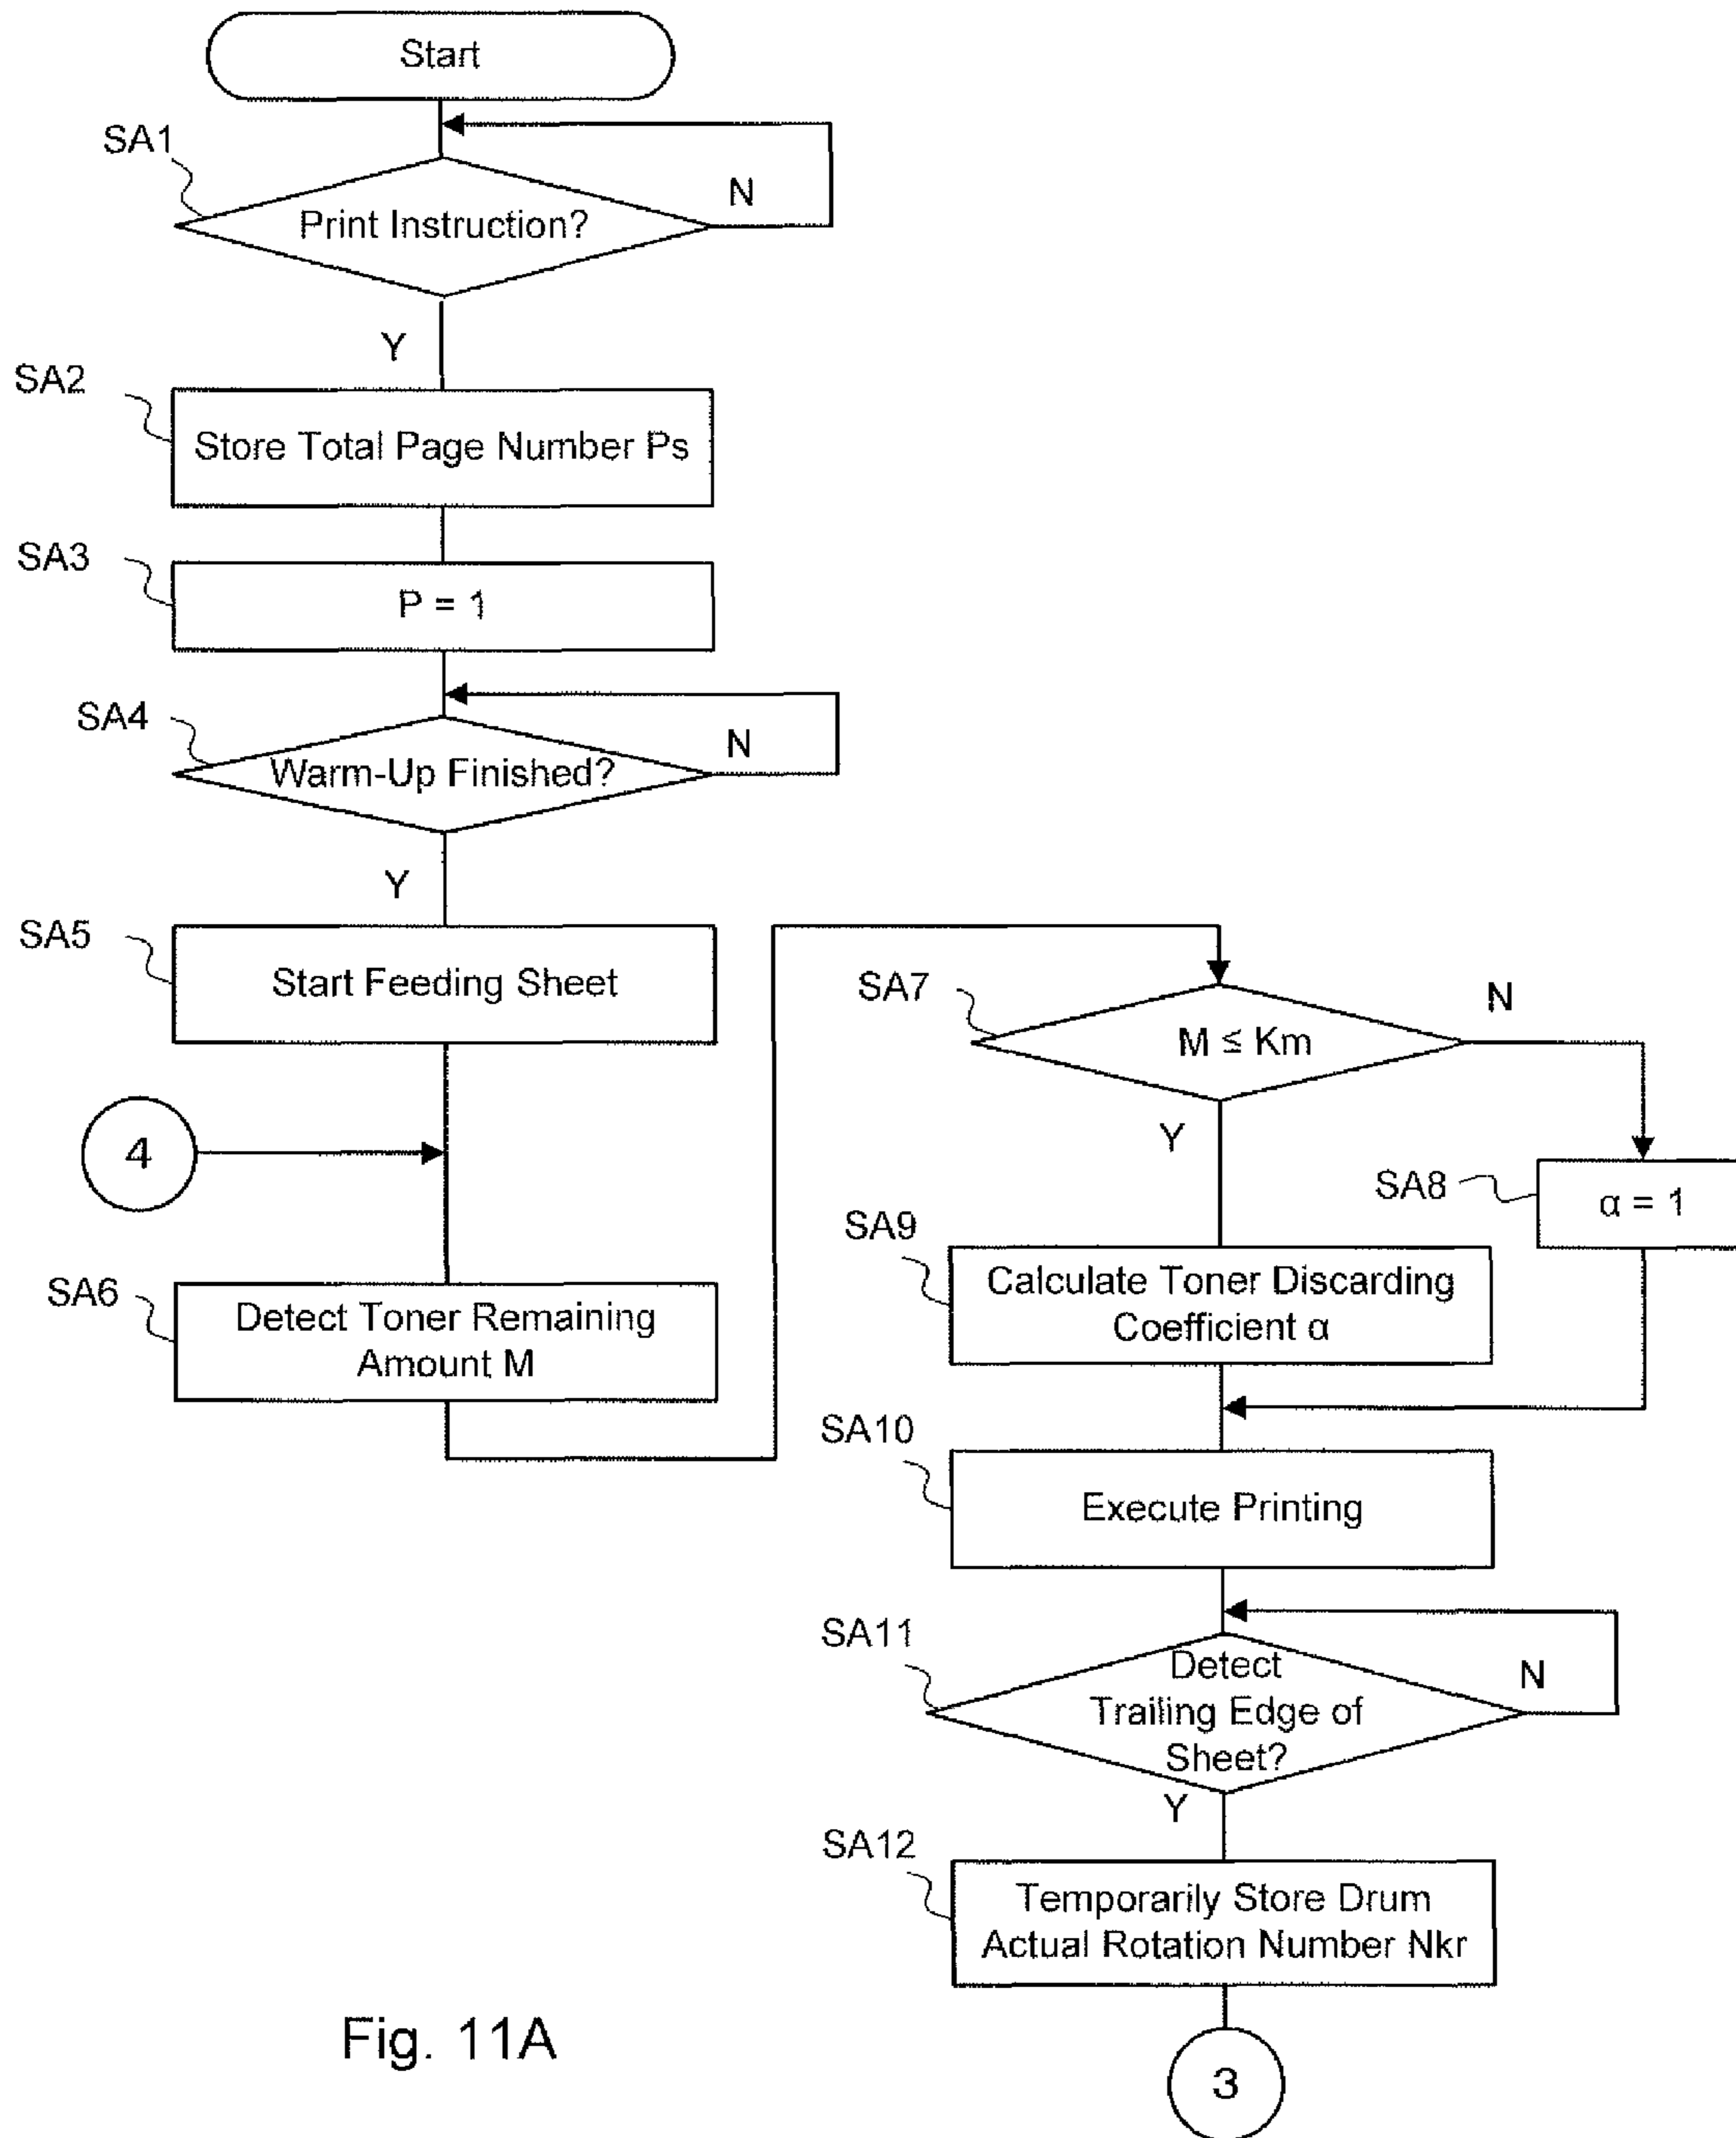 Start
SA1
Print Instruction?
N
Y
SA2
Store Total Page Number Ps
SA3
P = 1
SA4
Warm-Up Finished?
N
Y
SA5
Start Feeding Sheet
4
SA6
Detect Toner Remaining
Amount M
SA7
M ≤ Km
N
Y
SA8
α = 1
SA9
Calculate Toner Discarding
Coefficient α
SA10
Execute Printing
SA11
Detect
Trailing Edge of
Sheet?
N
Y
SA12
Temporarily Store Drum
Actual Rotation Number Nkr
3
Fig. 11A